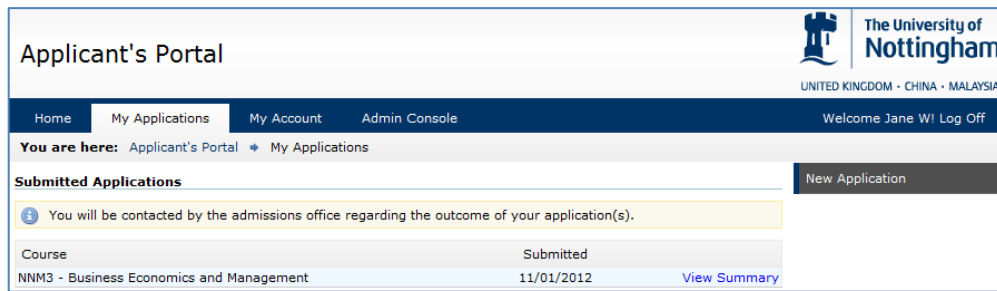 Applicant's Portal
The University of
Nottingham
UNITED KINGDOM · CHINA · MALAYSIA
Home My Applications My Account Admin Console Welcome Jane W! Log Off
You are here: Applicant's Portal My Applications
Submitted Applications
New Application
You will be contacted by the admissions office regarding the outcome of your application(s).
Course Submitted
NNM3 - Business Economics and Management 11/01/2012 View Summary